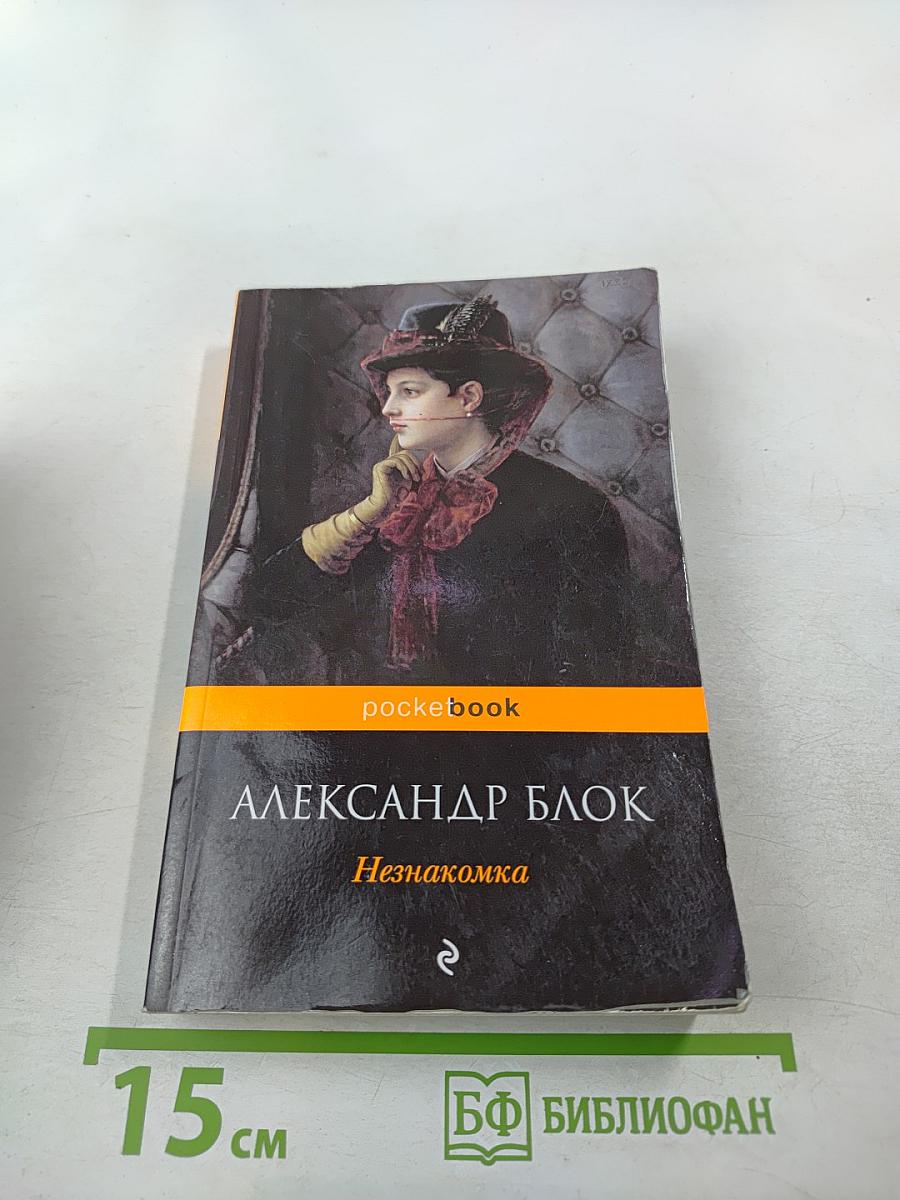 pocketbook
АЛЕКСАНДР БЛОК
Незнакомка
15 см
БФ БИБЛИОФАН